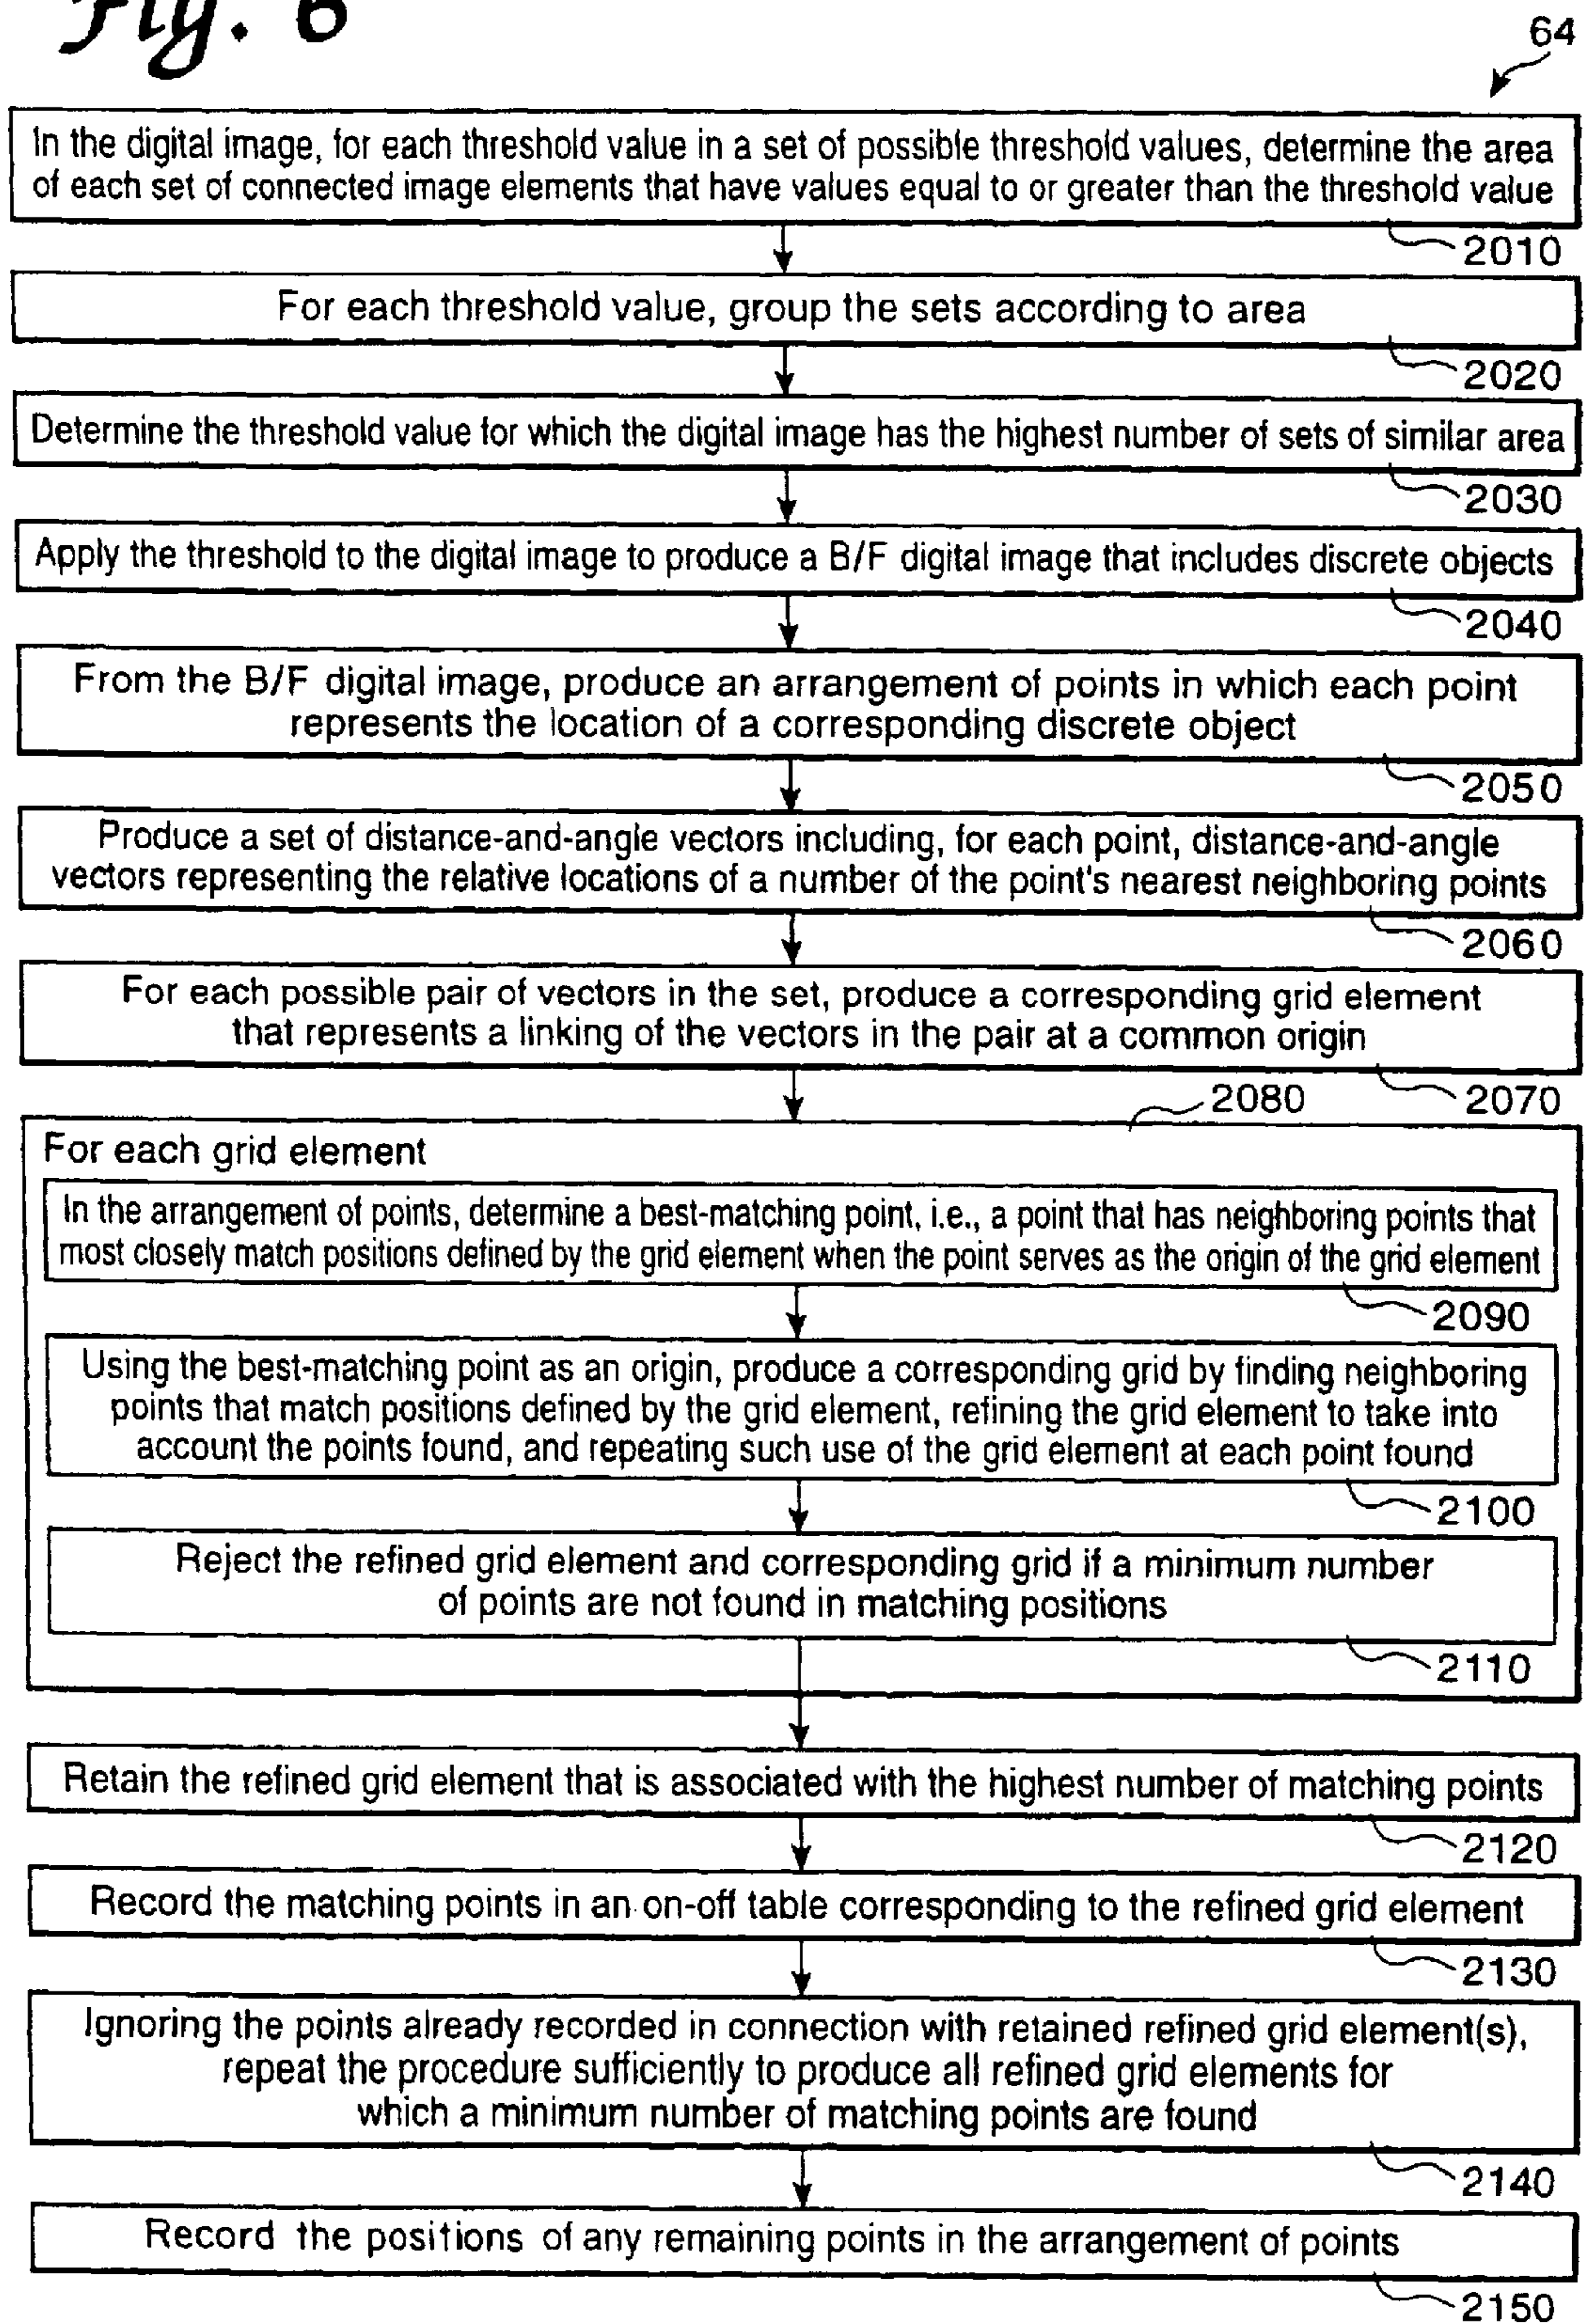 Fig. 6
64
In the digital image, for each threshold value in a set of possible threshold values, determine the area
of each set of connected image elements that have values equal to or greater than the threshold value
2010
For each threshold value, group the sets according to area
2020
Determine the threshold value for which the digital image has the highest number of sets of similar area
2030
Apply the threshold to the digital image to produce a B/F digital image that includes discrete objects
2040
From the B/F digital image, produce an arrangement of points in which each point
represents the location of a corresponding discrete object
2050
Produce a set of distance-and-angle vectors including, for each point, distance-and-angle
vectors representing the relative locations of a number of the point's nearest neighboring points
2060
For each possible pair of vectors in the set, produce a corresponding grid element
that represents a linking of the vectors in the pair at a common origin
2070
2080
For each grid element
In the arrangement of points, determine a best-matching point, i.e., a point that has neighboring points that
most closely match positions defined by the grid element when the point serves as the origin of the grid element
2090
Using the best-matching point as an origin, produce a corresponding grid by finding neighboring
points that match positions defined by the grid element, refining the grid element to take into
account the points found, and repeating such use of the grid element at each point found
2100
Reject the refined grid element and corresponding grid if a minimum number
of points are not found in matching positions
2110
Retain the refined grid element that is associated with the highest number of matching points
2120
Record the matching points in an on-off table corresponding to the refined grid element
2130
Ignoring the points already recorded in connection with retained refined grid element(s),
repeat the procedure sufficiently to produce all refined grid elements for
which a minimum number of matching points are found
2140
Record the positions of any remaining points in the arrangement of points
2150